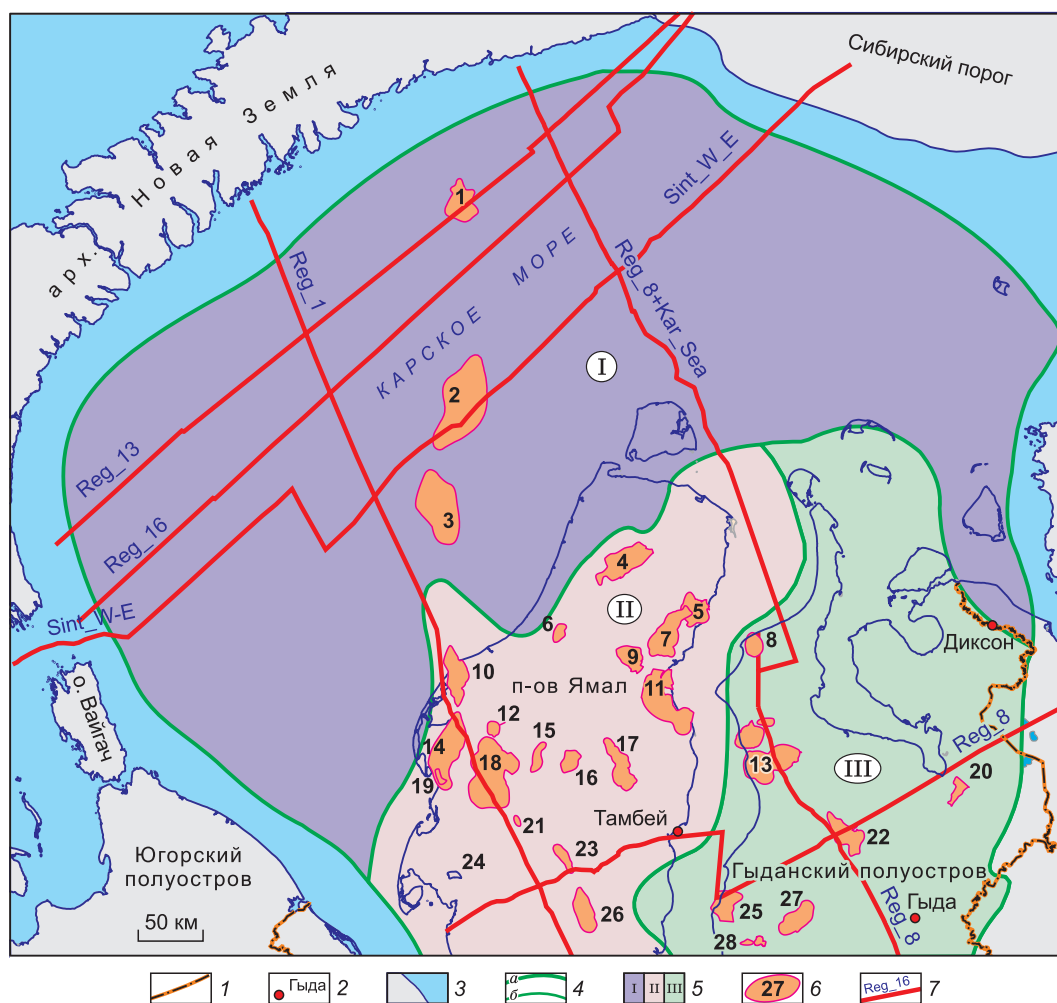 Сибирский порог
арх. Новая Земля
Sint_W_E
1
Reg_1
КАРСКОЕ МОРЕ
Reg_8+Kar_Sea
I
2
Reg_13
3
Reg_16
4
II
5
Sint_W-E
6
7
8
Диксон
9
10
п-ов Ямал
11
о. Вайгач
12
Reg_8
14
15
17
13
III
18
16
20
19
21
Тамбей
22
Югорский
полуостров
23
24
Гыданский полуостров
Reg_8
50 км
26
25
27
Гыда
28
1
Гыда
2
3
а
б
4
I II III
5
27
6
Reg_16
7